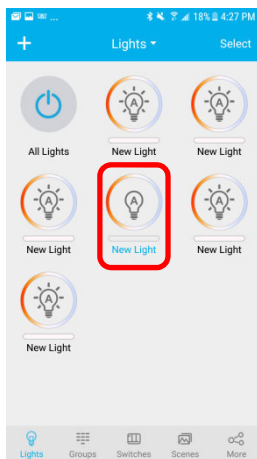 18% 4:27 PM
+ Lights Select
A A
All Lights New Light New Light
A A A
New Light New Light New Light
A
New Light
Lights Groups Switches Scenes More